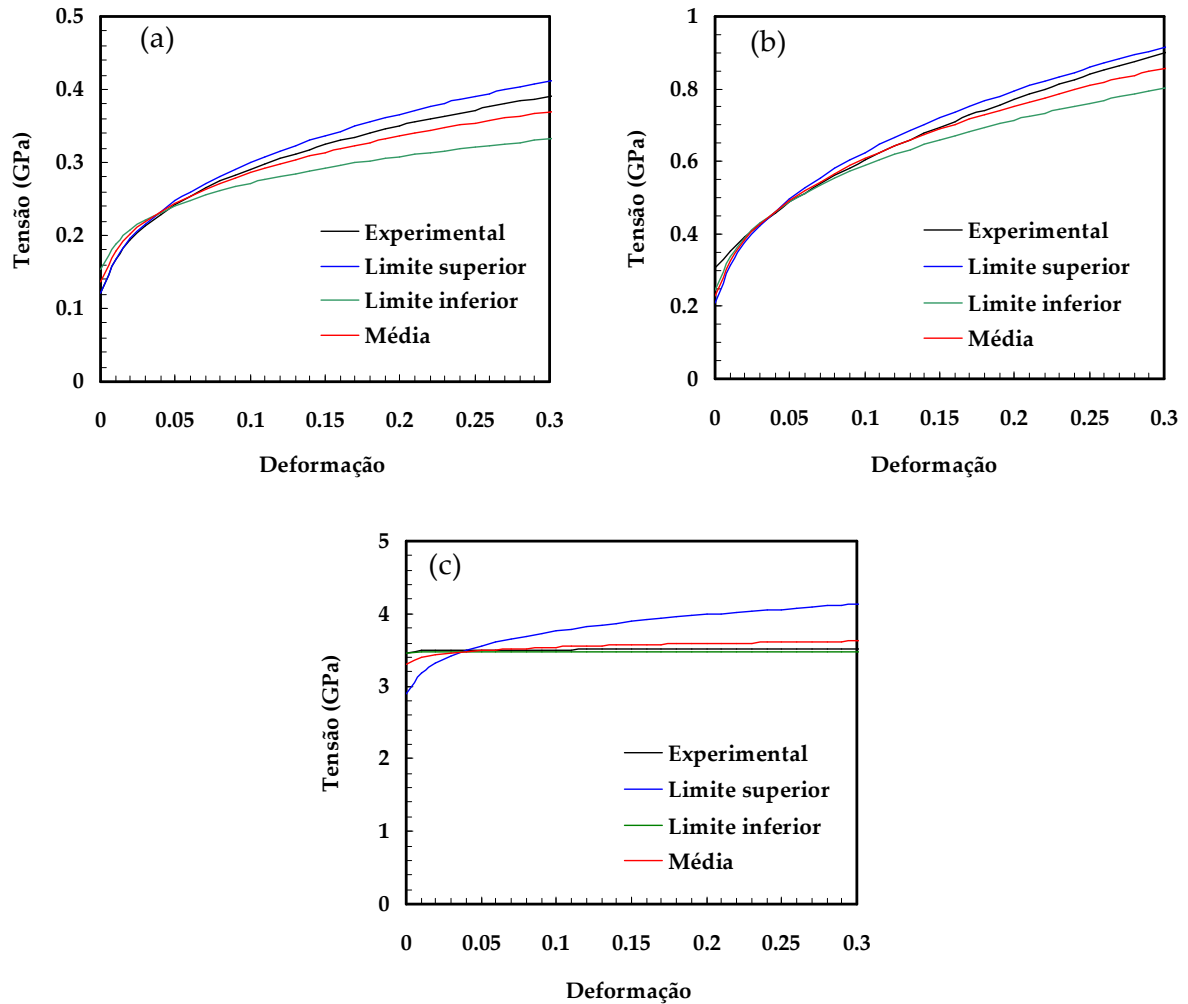 (a)
0.5
0.4
0.3
0.2
0.1
0
Tensão (GPa)
Experimental
Limite superior
Limite inferior
Média
0 0.05 0.1 0.15 0.2 0.25 0.3
Deformação
(b)
1
0.8
0.6
0.4
0.2
0
Tensão (GPa)
Experimental
Limite superior
Limite inferior
Média
0 0.05 0.1 0.15 0.2 0.25 0.3
Deformação
(c)
5
4
3
2
1
0
Tensão (GPa)
Experimental
Limite superior
Limite inferior
Média
0 0.05 0.1 0.15 0.2 0.25 0.3
Deformação